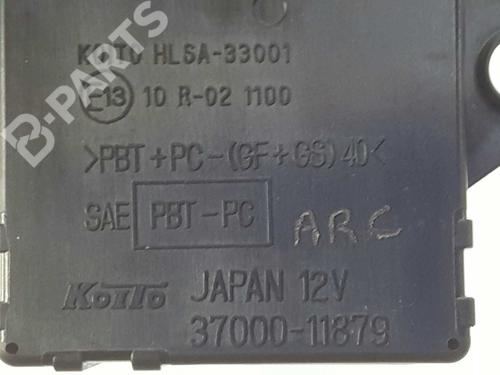 KOITO HLSA-33001
E13 10 R-02 1100
>PBT+PC-(GF+GS)40<
SAE PBT-PC
ARC
KOITO JAPAN 12V
37000-11879
B-PARTS